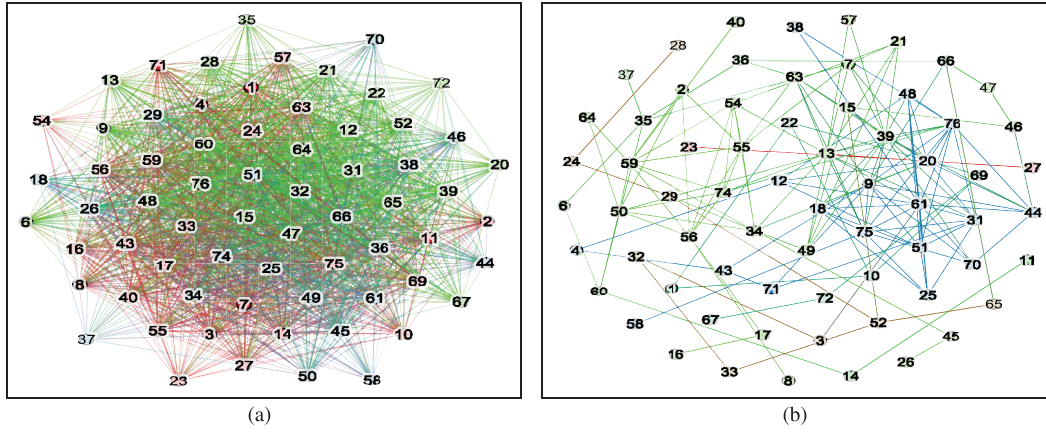 35
70
57
71 28 21
13 72
1 22
4 63
29 52
54 9 24 12 46
60 64
59 38 20
56 31
18 51
76 32 39
48 65
26
6 15 66 2
33
43 47 11
16 36
74 44
17 25 75
8 69
40 34 49 61 67
7
55 3 14 45 10
37
27
23 50 58
(a)
40 38 57
28 21
36 7 66
37 63
2 47
54 48
64 35 15
22 76 46
39
23 55 13
24 59 20 27
12 9 69
29 74
6 50 18 61
34 75 31 44
56
4 49 51
32 43 70 11
10
60 1 71 25
72 65
58 67 52
17 45
3
16 26
33 8 14
(b)